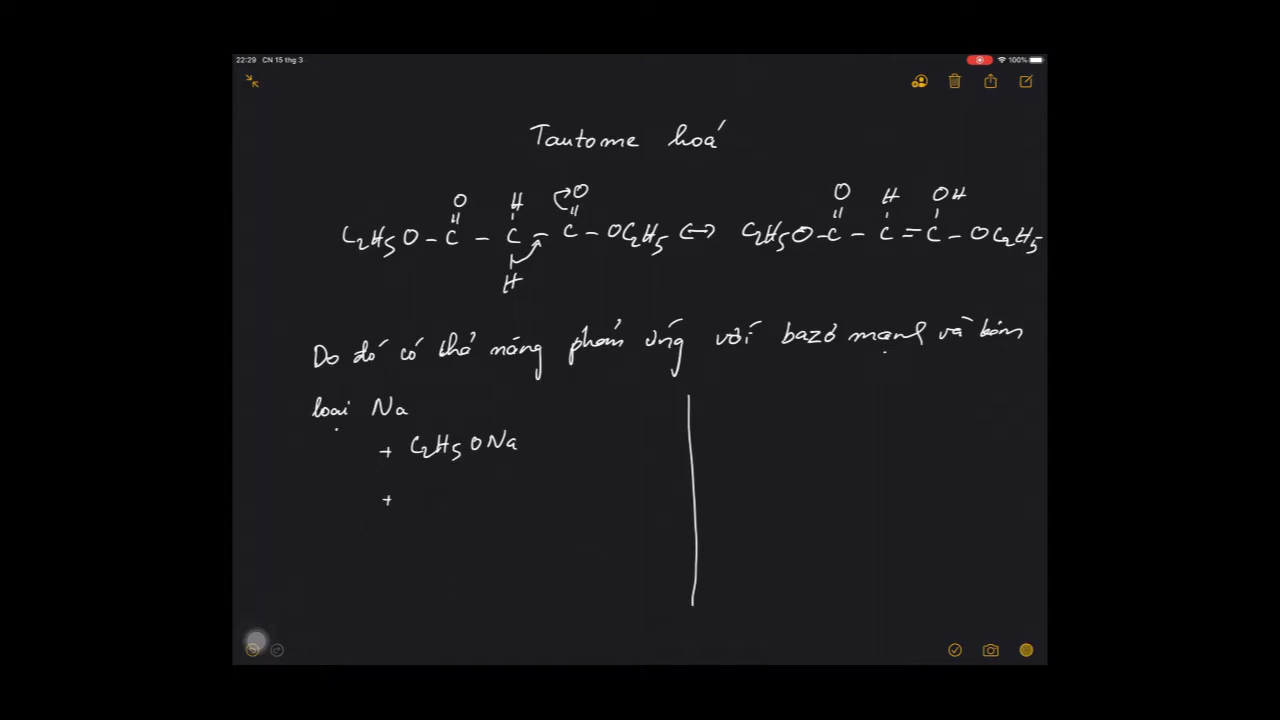 22:29 CN 15 thg 3
100%
Tautome hoá
O H O O H OH
C₂H₅O - C - C - C - OC₂H₅ <-> C₂H₅O - C - C = C - OC₂H₅
H
Do đó có thể năng phản ứng với bazơ mạnh và kim
loại Na
+ C₂H₅ONa
+